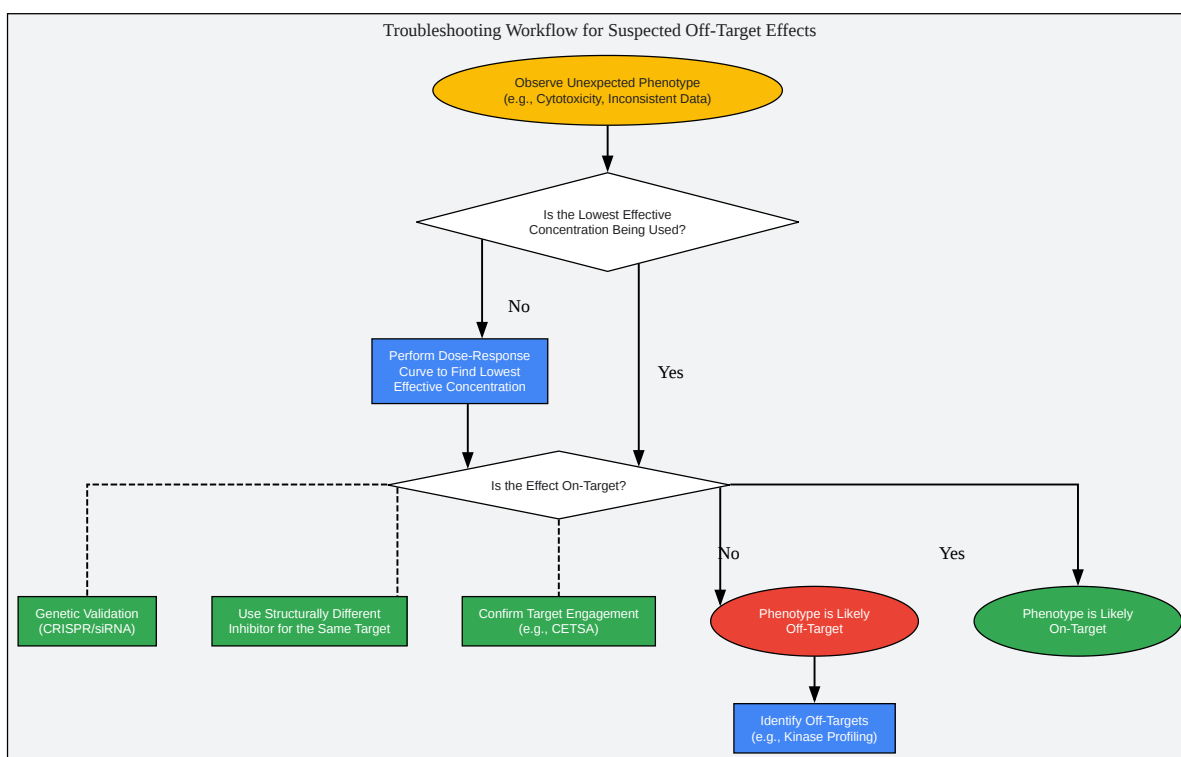 Troubleshooting Workflow for Suspected Off-Target Effects
Observe Unexpected Phenotype
(e.g., Cytotoxicity, Inconsistent Data)
Is the Lowest Effective
Concentration Being Used?
No
Perform Dose-Response
Curve to Find Lowest
Effective Concentration
Yes
Is the Effect On-Target?
No
Yes
Genetic Validation
(CRISPR/siRNA)
Use Structurally Different
Inhibitor for the Same Target
Confirm Target Engagement
(e.g., CETSA)
Phenotype is Likely
Off-Target
Phenotype is Likely
On-Target
Identify Off-Targets
(e.g., Kinase Profiling)